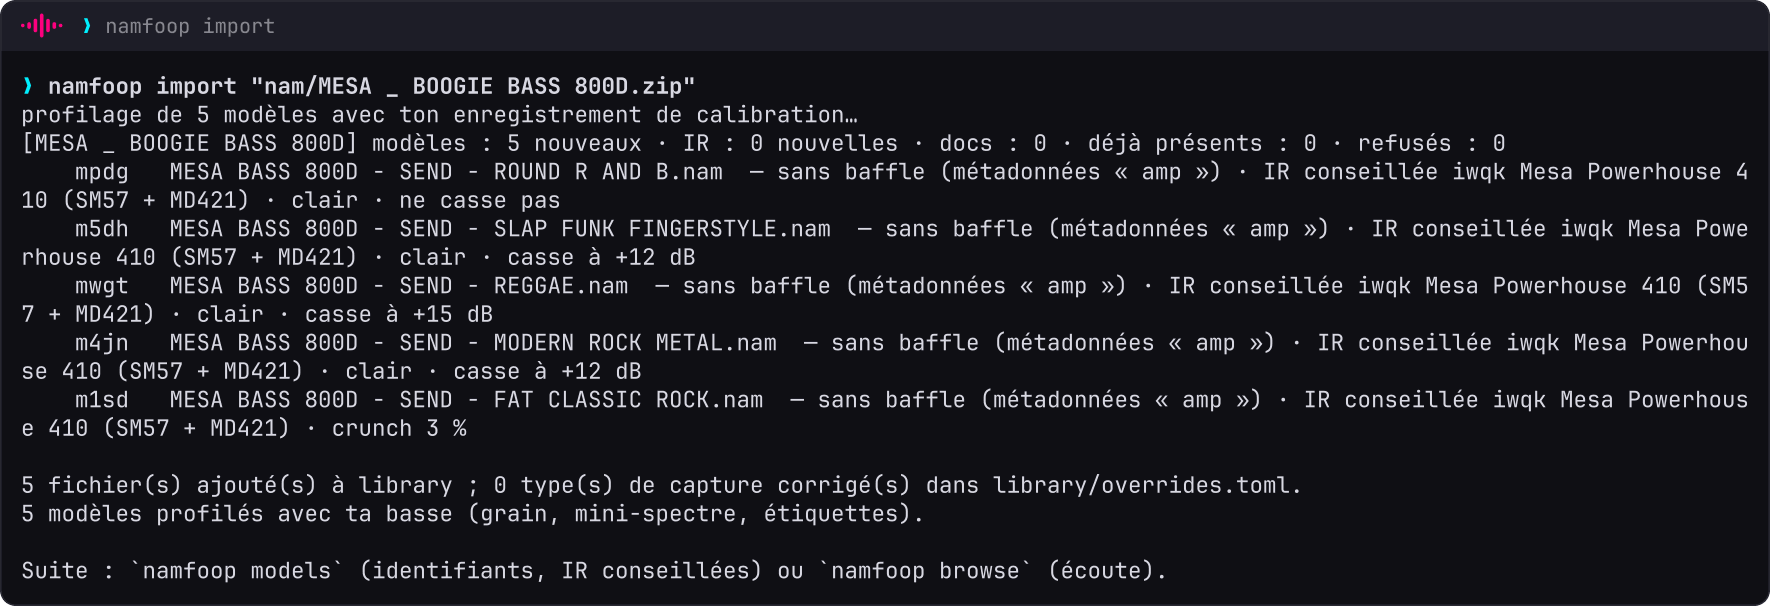 ❯ namfoop import
❯ namfoop import "nam/MESA _ BOOGIE BASS 800D.zip"
profilage de 5 modèles avec ton enregistrement de calibration…
[MESA _ BOOGIE BASS 800D] modèles : 5 nouveaux · IR : 0 nouvelles · docs : 0 · déjà présents : 0 · refusés : 0
    mpdg   MESA BASS 800D - SEND - ROUND R AND B.nam  — sans baffle (métadonnées « amp ») · IR conseillée iwqk Mesa Powerhouse 4
10 (SM57 + MD421) · clair · ne casse pas
    m5dh   MESA BASS 800D - SEND - SLAP FUNK FINGERSTYLE.nam  — sans baffle (métadonnées « amp ») · IR conseillée iwqk Mesa Powe
rhouse 410 (SM57 + MD421) · clair · casse à +12 dB
    mwgt   MESA BASS 800D - SEND - REGGAE.nam  — sans baffle (métadonnées « amp ») · IR conseillée iwqk Mesa Powerhouse 410 (SM5
7 + MD421) · clair · casse à +15 dB
    m4jn   MESA BASS 800D - SEND - MODERN ROCK METAL.nam  — sans baffle (métadonnées « amp ») · IR conseillée iwqk Mesa Powerhou
se 410 (SM57 + MD421) · clair · casse à +12 dB
    m1sd   MESA BASS 800D - SEND - FAT CLASSIC ROCK.nam  — sans baffle (métadonnées « amp ») · IR conseillée iwqk Mesa Powerhous
e 410 (SM57 + MD421) · crunch 3 %
5 fichier(s) ajouté(s) à library ; 0 type(s) de capture corrigé(s) dans library/overrides.toml.
5 modèles profilés avec ta basse (grain, mini-spectre, étiquettes).
Suite : `namfoop models` (identifiants, IR conseillées) ou `namfoop browse` (écoute).